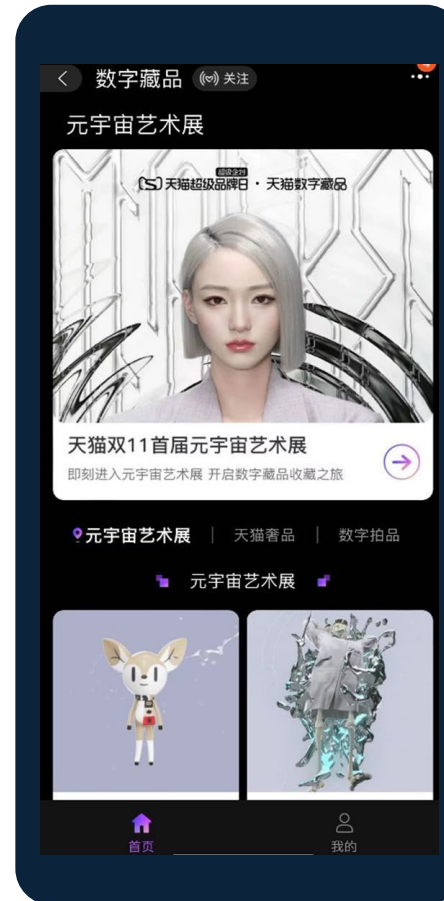 数字藏品 关注
元宇宙艺术展
超级企划
天猫超级品牌日 · 天猫数字藏品
天猫双11首届元宇宙艺术展
即刻进入元宇宙艺术展 开启数字藏品收藏之旅
元宇宙艺术展 | 天猫奢品 | 数字拍品
元宇宙艺术展
首页 我的